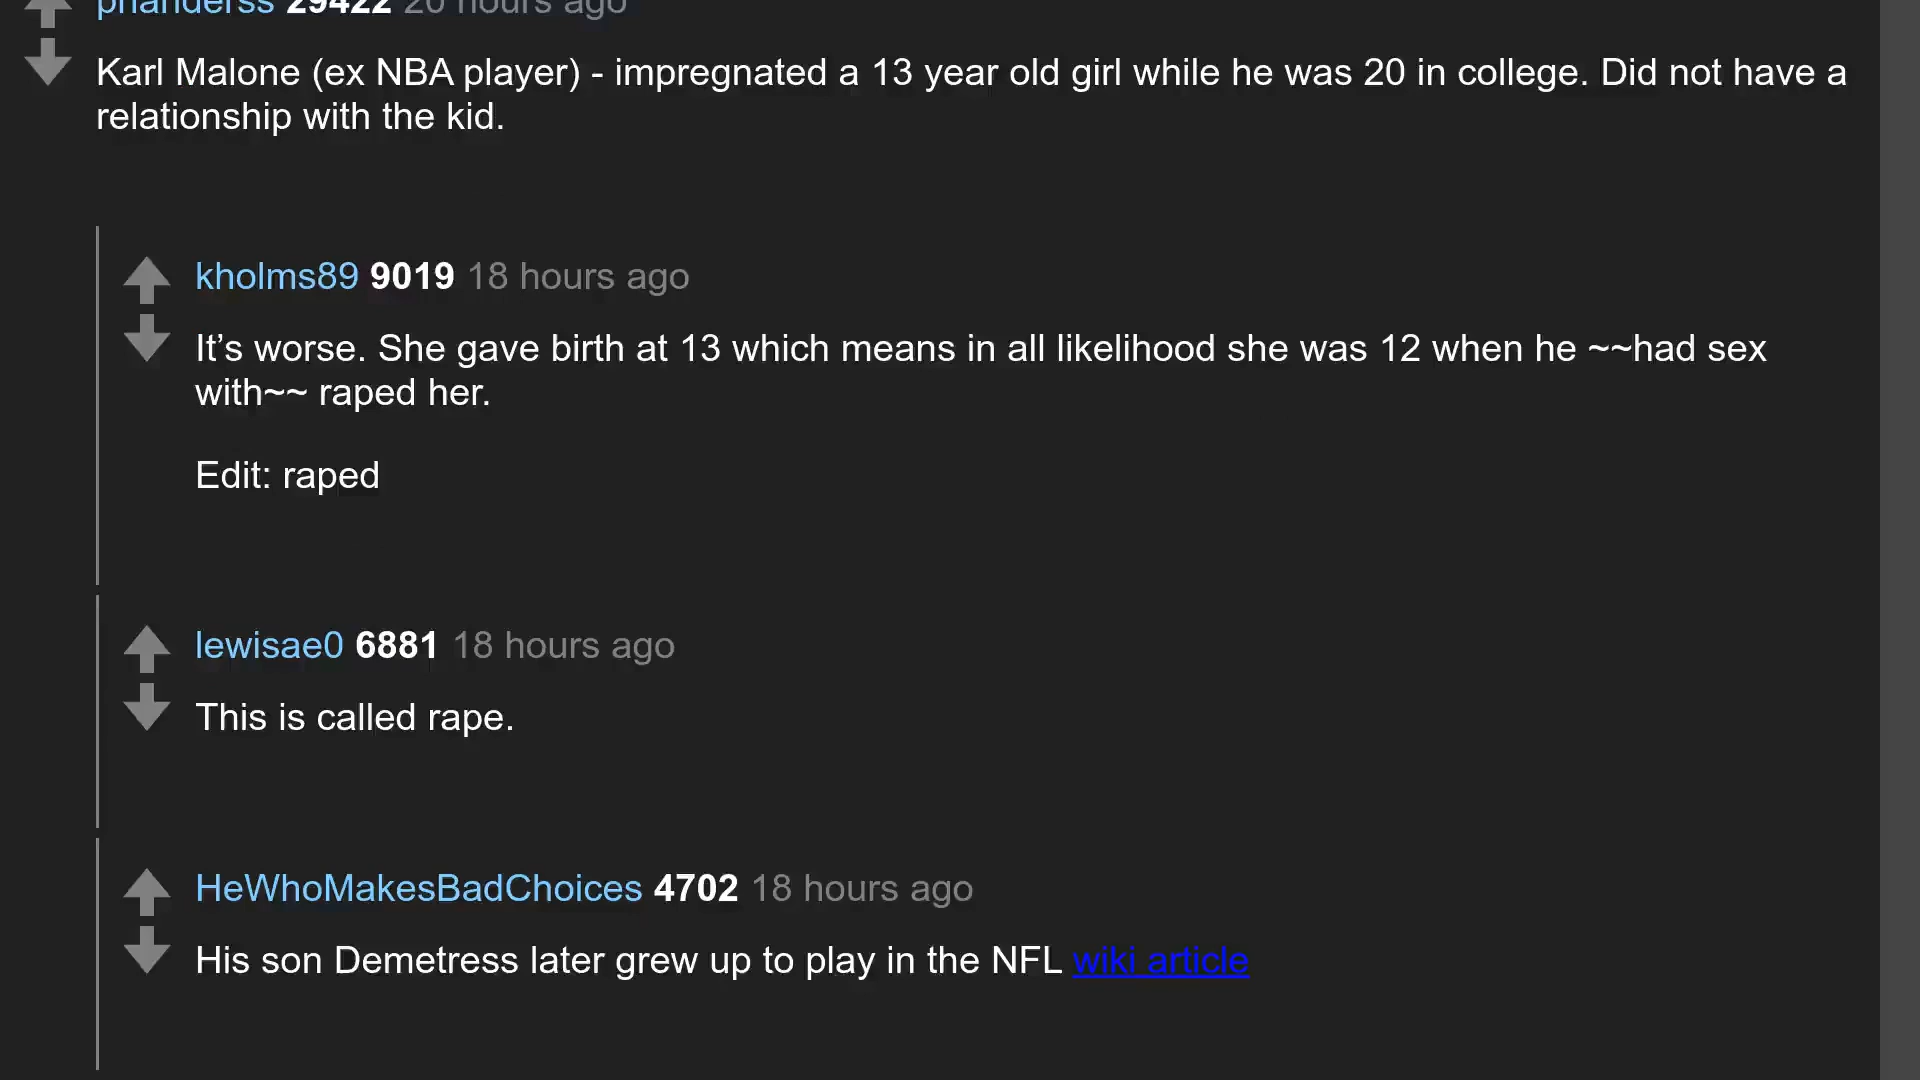 phanderss 29422 20 hours ago
Karl Malone (ex NBA player) - impregnated a 13 year old girl while he was 20 in college. Did not have a
relationship with the kid.
kholms89 9019 18 hours ago
It’s worse. She gave birth at 13 which means in all likelihood she was 12 when he ~~had sex
with~~ raped her.
Edit: raped
lewisae0 6881 18 hours ago
This is called rape.
HeWhoMakesBadChoices 4702 18 hours ago
His son Demetress later grew up to play in the NFL wiki article